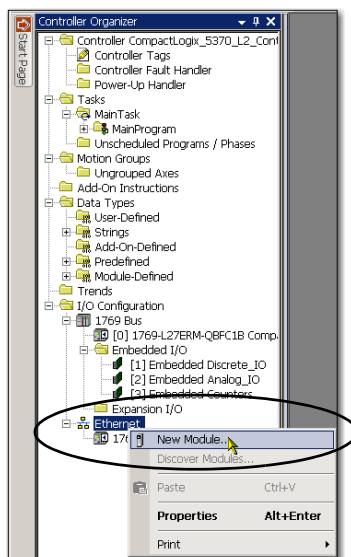 Controller Organizer
Start Page
Controller CompactLogix_5370_L2_Cont
Controller Tags
Controller Fault Handler
Power-Up Handler
Tasks
MainTask
MainProgram
Unscheduled Programs / Phases
Motion Groups
Ungrouped Axes
Add-On Instructions
Data Types
User-Defined
Strings
Add-On-Defined
Predefined
Module-Defined
Trends
I/O Configuration
1769 Bus
[0] 1769-L27ERM-QBFC1B Comp
Embedded I/O
[1] Embedded Discrete_IO
[2] Embedded Analog_IO
[3] Embedded Counters
Expansion I/O
Ethernet
176
New Module...
Discover Modules...
Paste Ctrl+V
Properties Alt+Enter
Print